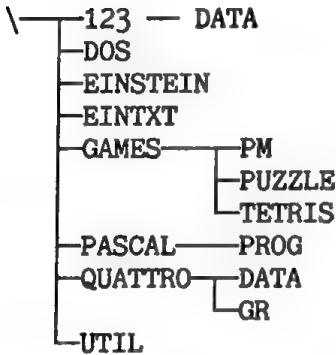 \ 123 DATA
DOS
EINSTEIN
EINTXT
GAMES PM
PUZZLE
TETRIS
PASCAL PROG
QUATTRO DATA
GR
UTIL